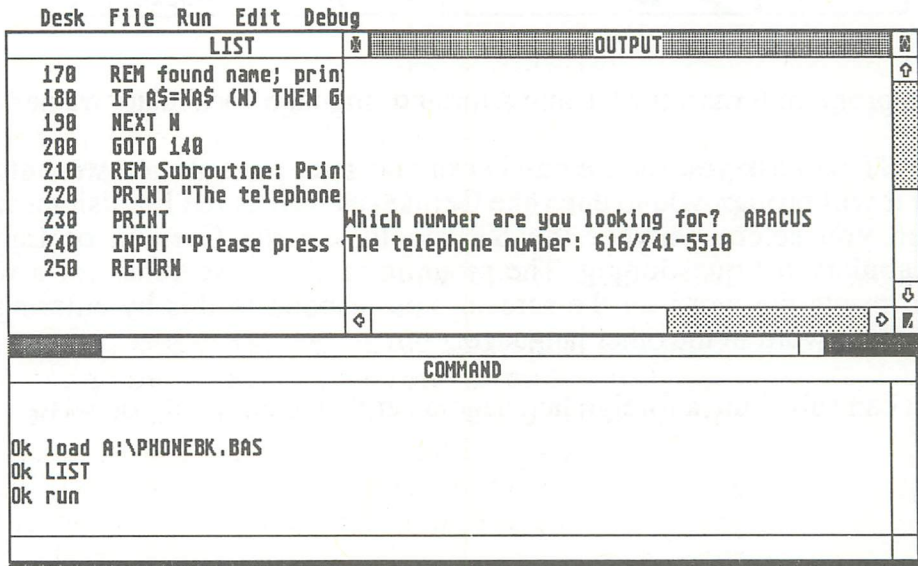 Desk File Run Edit Debug
LIST
170 REM found name; prin
180 IF A$=NA$ (N) THEN G
190 NEXT N
200 GOTO 140
210 REM Subroutine: Prin
220 PRINT "The telephone
230 PRINT
240 INPUT "Please press
250 RETURN
OUTPUT
Which number are you looking for? ABACUS
The telephone number: 616/241-5510
COMMAND
Ok load A:\PHONEBK.BAS
Ok LIST
Ok run